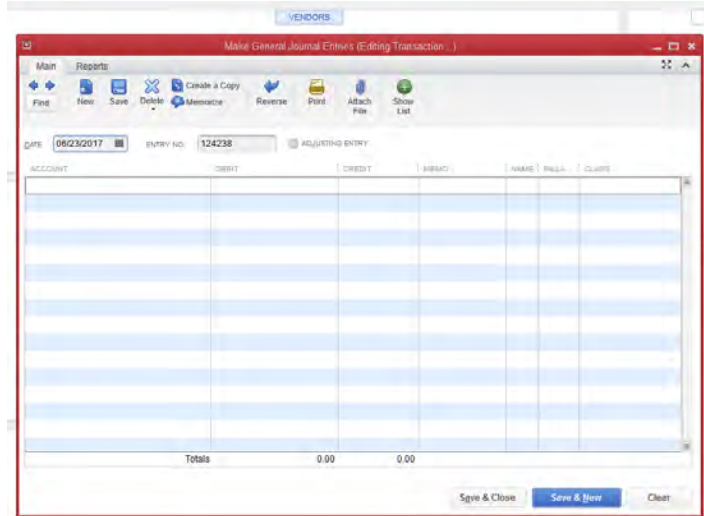 VENDORS
Make General Journal Entries (Editing Transaction...)
Main Reports
Find New Save Delete Create a Copy Memorize Reverse Print Attach File Show List
DATE 06/23/2017 ENTRY NO. 124238 ADJUSTING ENTRY
ACCOUNT DEBIT CREDIT MEMO NAME BILLA... CLASS
Totals 0.00 0.00
Save & Close Save & New Clear